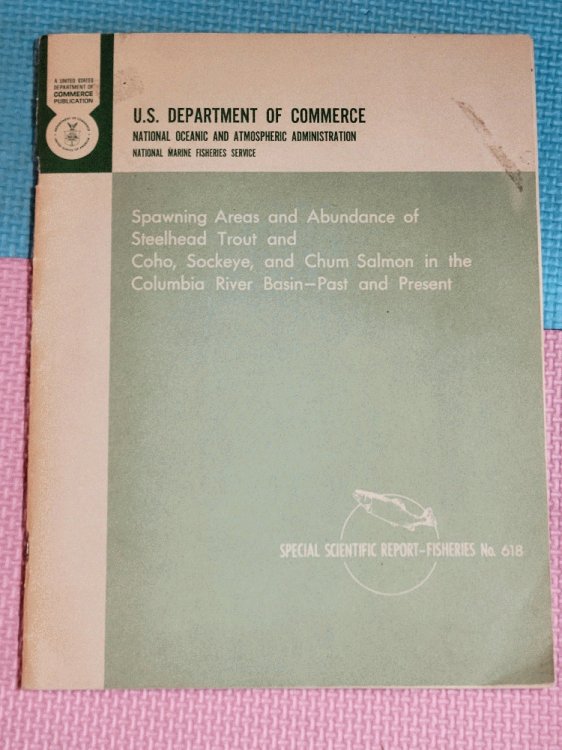 A UNITED STATES
DEPARTMENT OF
COMMERCE
PUBLICATION
U.S. DEPARTMENT OF COMMERCE
NATIONAL OCEANIC AND ATMOSPHERIC ADMINISTRATION
NATIONAL MARINE FISHERIES SERVICE
Spawning Areas and Abundance of
Steelhead Trout and
Coho, Sockeye, and Chum Salmon in the
Columbia River Basin—Past and Present
SPECIAL SCIENTIFIC REPORT-FISHERIES No. 618